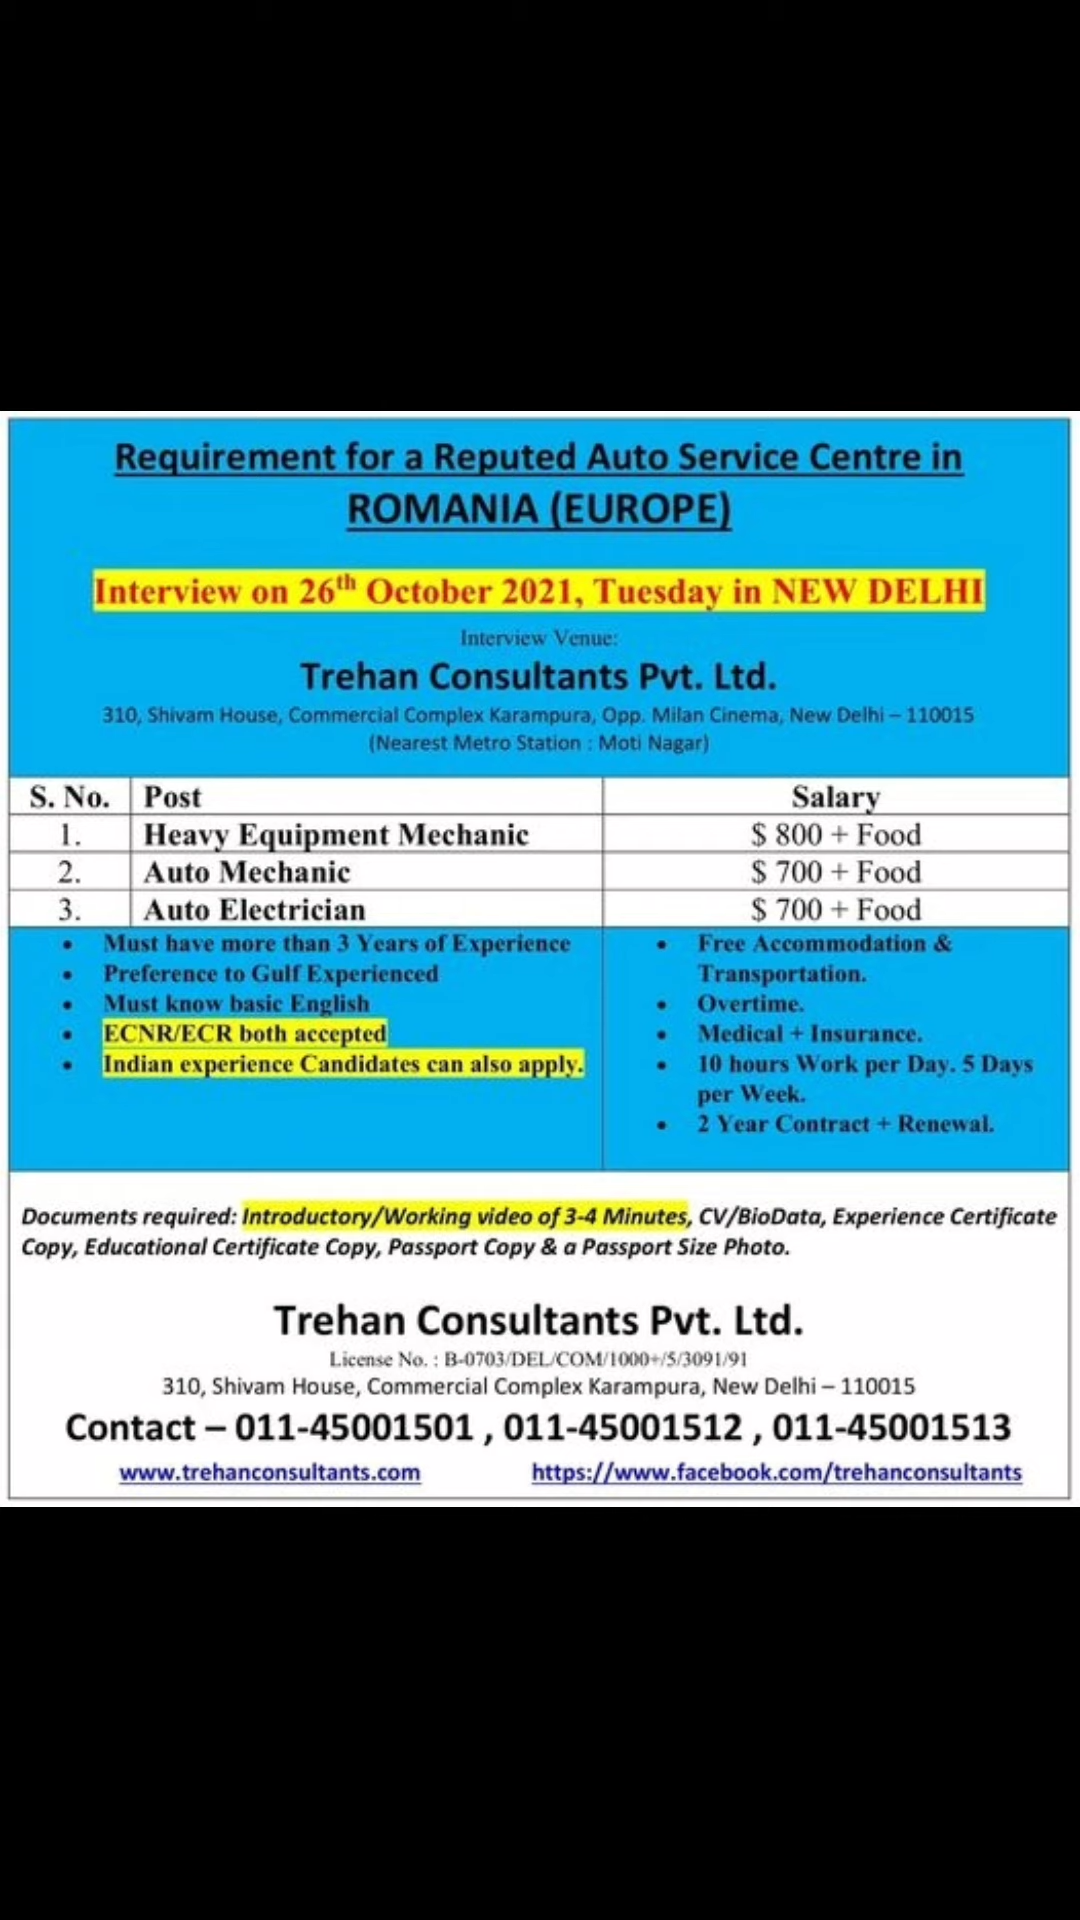 Requirement for a Reputed Auto Service Centre in
ROMANIA (EUROPE)
Interview on 26th October 2021, Tuesday in NEW DELHI
Interview Venue:
Trehan Consultants Pvt. Ltd.
310, Shivam House, Commercial Complex Karampura, Opp. Milan Cinema, New Delhi – 110015
(Nearest Metro Station : Moti Nagar)
S. No. Post Salary
1. Heavy Equipment Mechanic $ 800 + Food
2. Auto Mechanic $ 700 + Food
3. Auto Electrician $ 700 + Food
• Must have more than 3 Years of Experience
• Preference to Gulf Experienced
• Must know basic English
• ECNR/ECR both accepted
• Indian experience Candidates can also apply.
• Free Accommodation &
Transportation.
• Overtime.
• Medical + Insurance.
• 10 hours Work per Day. 5 Days
per Week.
• 2 Year Contract + Renewal.
Documents required: Introductory/Working video of 3-4 Minutes, CV/BioData, Experience Certificate
Copy, Educational Certificate Copy, Passport Copy & a Passport Size Photo.
Trehan Consultants Pvt. Ltd.
License No. : B-0703/DEL/COM/1000+/5/3091/91
310, Shivam House, Commercial Complex Karampura, New Delhi – 110015
Contact – 011-45001501 , 011-45001512 , 011-45001513
www.trehanconsultants.com https://www.facebook.com/trehanconsultants